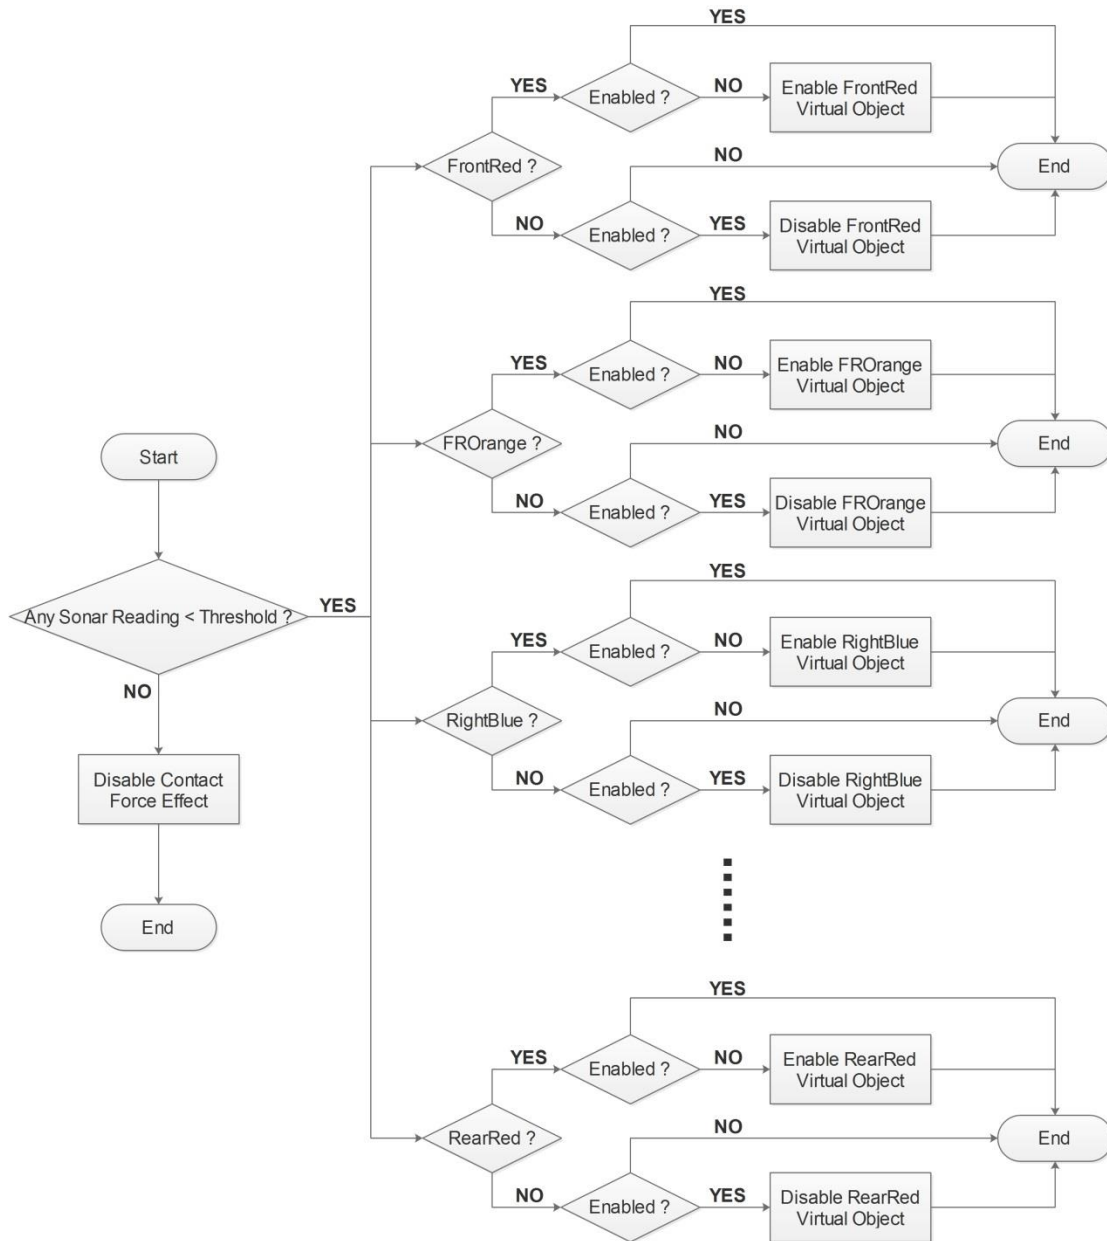 YES
YES
Enabled ?
NO
Enable FrontRed
Virtual Object
FrontRed ?
NO
End
NO
Enabled ?
YES
Disable FrontRed
Virtual Object
YES
YES
Enabled ?
NO
Enable FROrange
Virtual Object
FROrange ?
NO
End
NO
Enabled ?
YES
Disable FROrange
Virtual Object
Start
Any Sonar Reading < Threshold ?
YES
NO
Disable Contact
Force Effect
End
YES
YES
Enabled ?
NO
Enable RightBlue
Virtual Object
RightBlue ?
NO
End
NO
Enabled ?
YES
Disable RightBlue
Virtual Object
YES
YES
Enabled ?
NO
Enable RearRed
Virtual Object
RearRed ?
NO
End
NO
Enabled ?
YES
Disable RearRed
Virtual Object